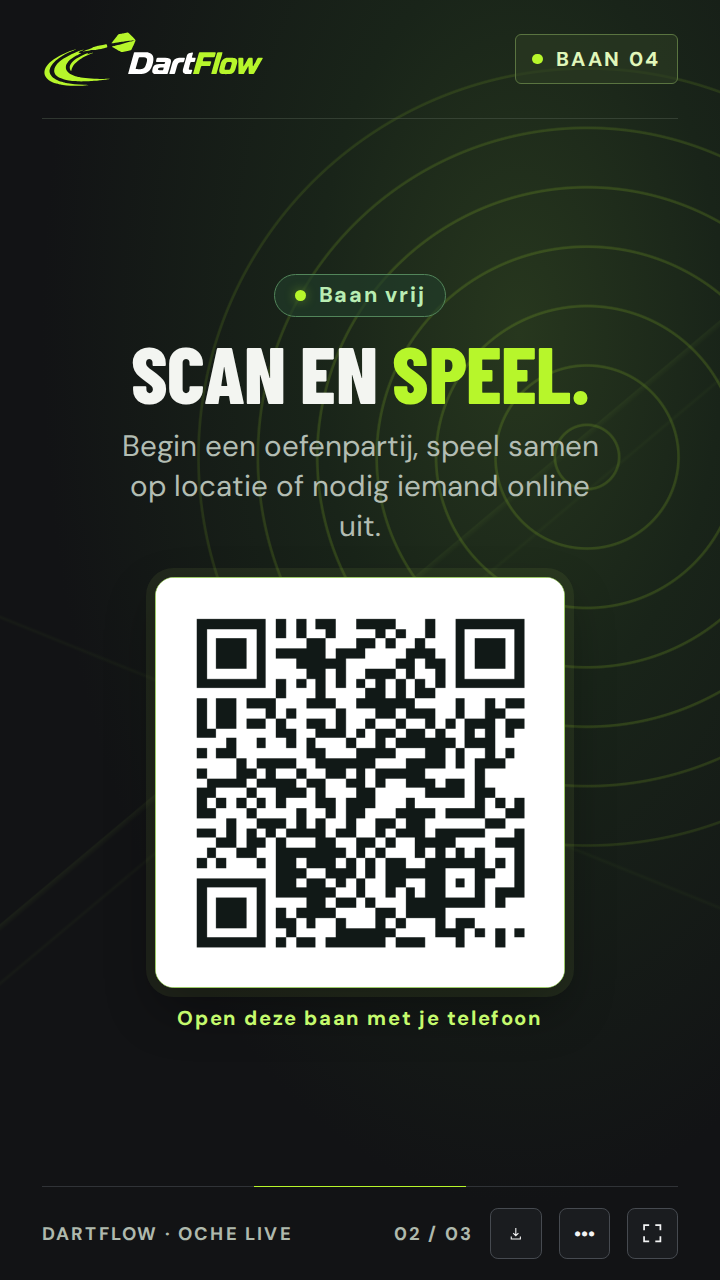 DartFlow
BAAN 04
Baan vrij
SCAN EN SPEEL.
Begin een oefenpartij, speel samen
op locatie of nodig iemand online
uit.
Open deze baan met je telefoon
DARTFLOW · OCHE LIVE
02 / 03